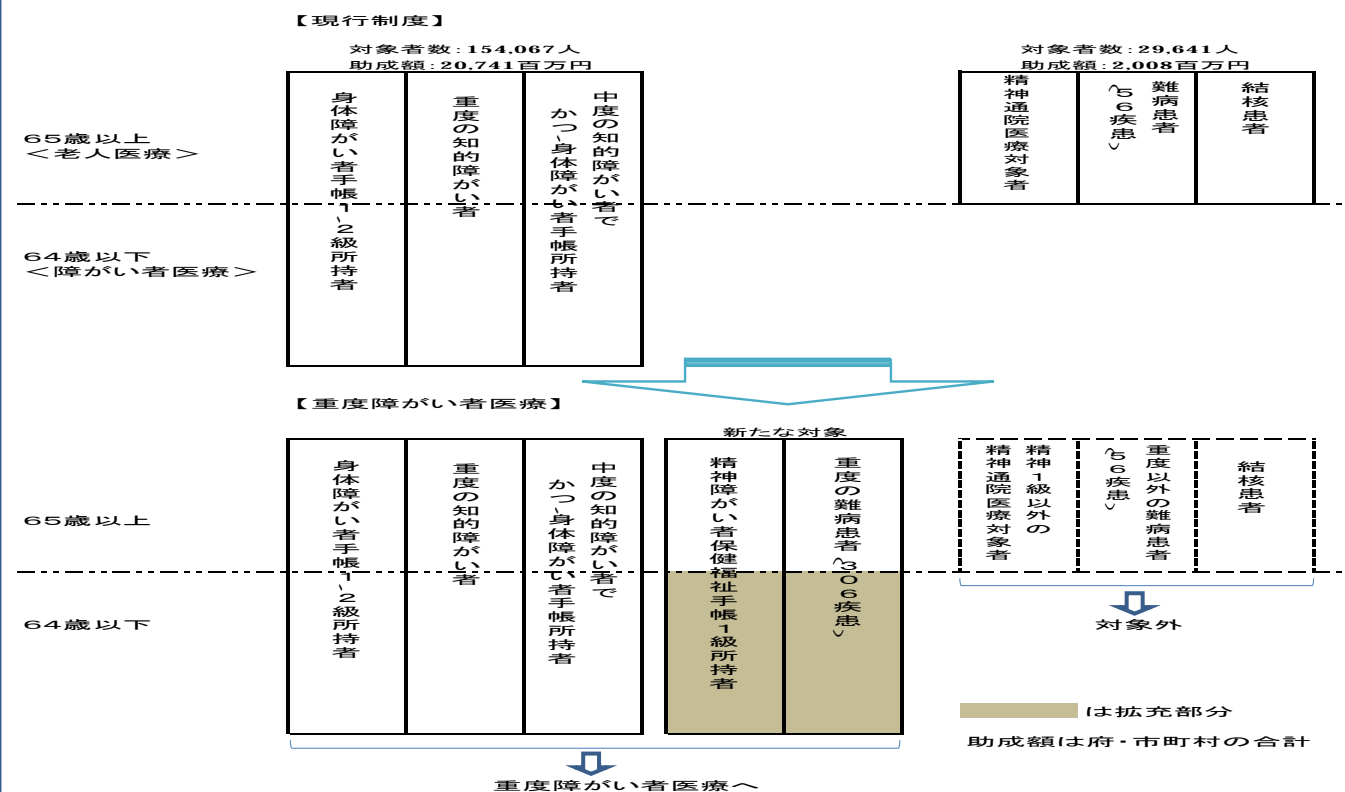 【現行制度】
対象者数:154,067人
助成額:20,741百万円
対象者数:29,641人
助成額:2,008百万円
65歳以上
<老人医療>
64歳以下
<障がい者医療>
身体障がい者手帳1~2級所持者
重度の知的障がい者
中度の知的障がい者で
かつ、身体障がい者手帳所持者
精神通院医療対象者
難病患者
(56疾患)
結核患者
【重度障がい者医療】
新たな対象
65歳以上
64歳以下
身体障がい者手帳1~2級所持者
重度の知的障がい者
中度の知的障がい者で
かつ、身体障がい者手帳所持者
精神障がい者保健福祉手帳1級所持者
重度の難病患者(306疾患)
精神1級以外の
精神通院医療対象者
重度以外の難病患者
(56疾患)
結核患者
対象外
は拡充部分
助成額は府・市町村の合計
重度障がい者医療へ